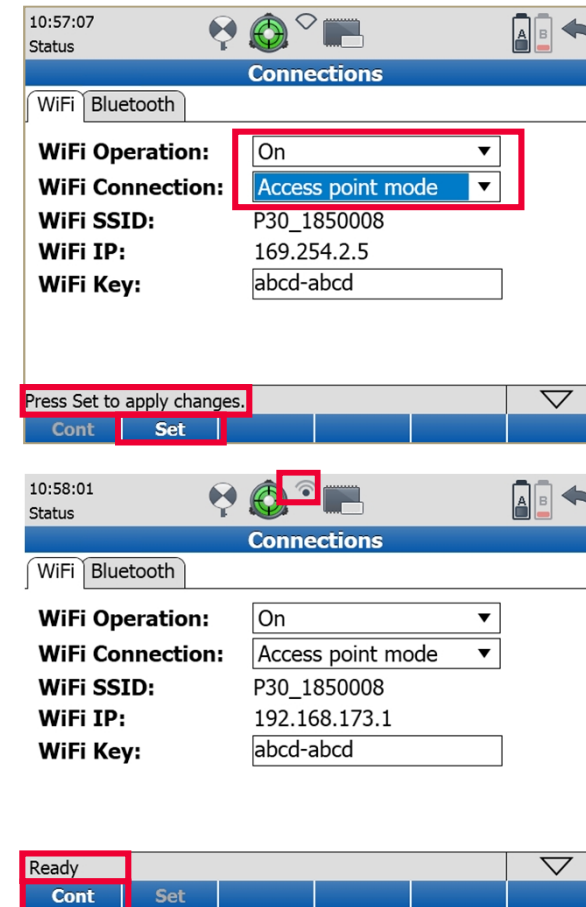 10:57:07
Status
A B
Connections
WiFi Bluetooth
WiFi Operation: On
WiFi Connection: Access point mode
WiFi SSID: P30_1850008
WiFi IP: 169.254.2.5
WiFi Key: abcd-abcd
Press Set to apply changes.
Cont Set
10:58:01
Status
A B
Connections
WiFi Bluetooth
WiFi Operation: On
WiFi Connection: Access point mode
WiFi SSID: P30_1850008
WiFi IP: 192.168.173.1
WiFi Key: abcd-abcd
Ready
Cont Set